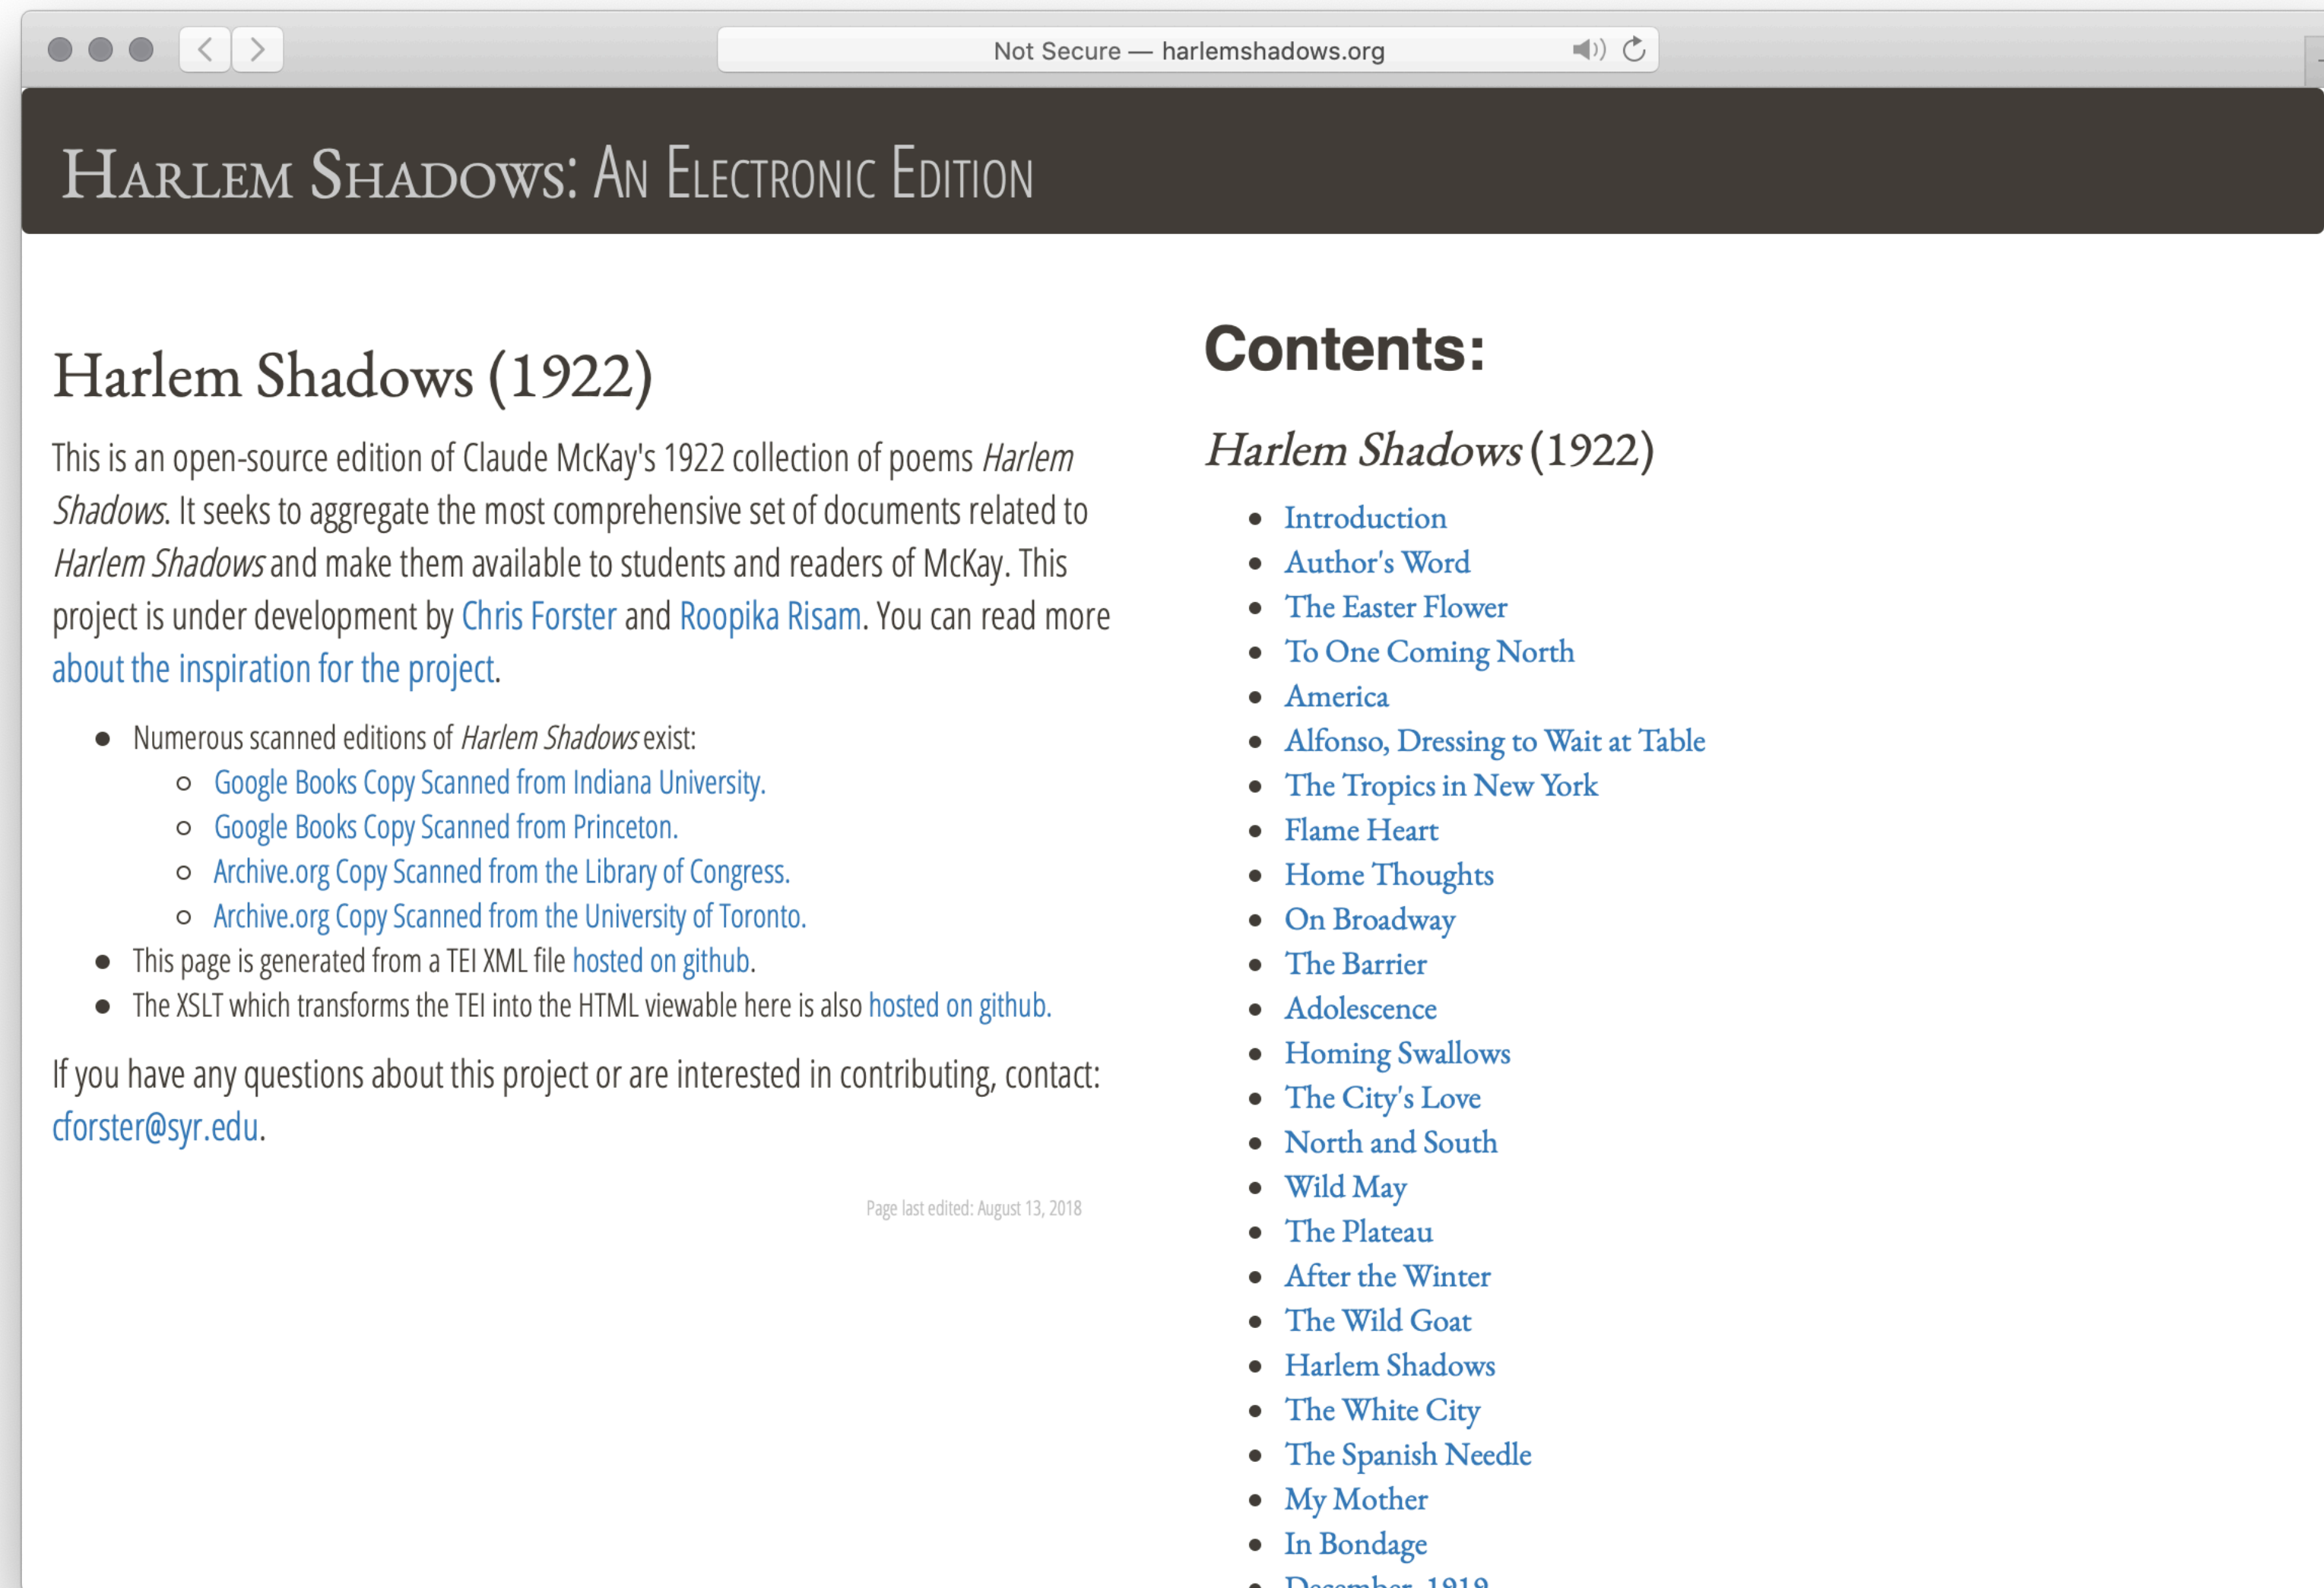 Not Secure — harlemshadows.org
Harlem Shadows: An Electronic Edition
Harlem Shadows (1922)
This is an open-source edition of Claude McKay's 1922 collection of poems Harlem
Shadows. It seeks to aggregate the most comprehensive set of documents related to
Harlem Shadows and make them available to students and readers of McKay. This
project is under development by Chris Forster and Roopika Risam. You can read more
about the inspiration for the project.
Numerous scanned editions of Harlem Shadows exist:
Google Books Copy Scanned from Indiana University.
Google Books Copy Scanned from Princeton.
Archive.org Copy Scanned from the Library of Congress.
Archive.org Copy Scanned from the University of Toronto.
This page is generated from a TEI XML file hosted on github.
The XSLT which transforms the TEI into the HTML viewable here is also hosted on github.
If you have any questions about this project or are interested in contributing, contact:
cforster@syr.edu.
Page last edited: August 13, 2018
Contents:
Harlem Shadows (1922)
Introduction
Author's Word
The Easter Flower
To One Coming North
America
Alfonso, Dressing to Wait at Table
The Tropics in New York
Flame Heart
Home Thoughts
On Broadway
The Barrier
Adolescence
Homing Swallows
The City's Love
North and South
Wild May
The Plateau
After the Winter
The Wild Goat
Harlem Shadows
The White City
The Spanish Needle
My Mother
In Bondage
December, 1919